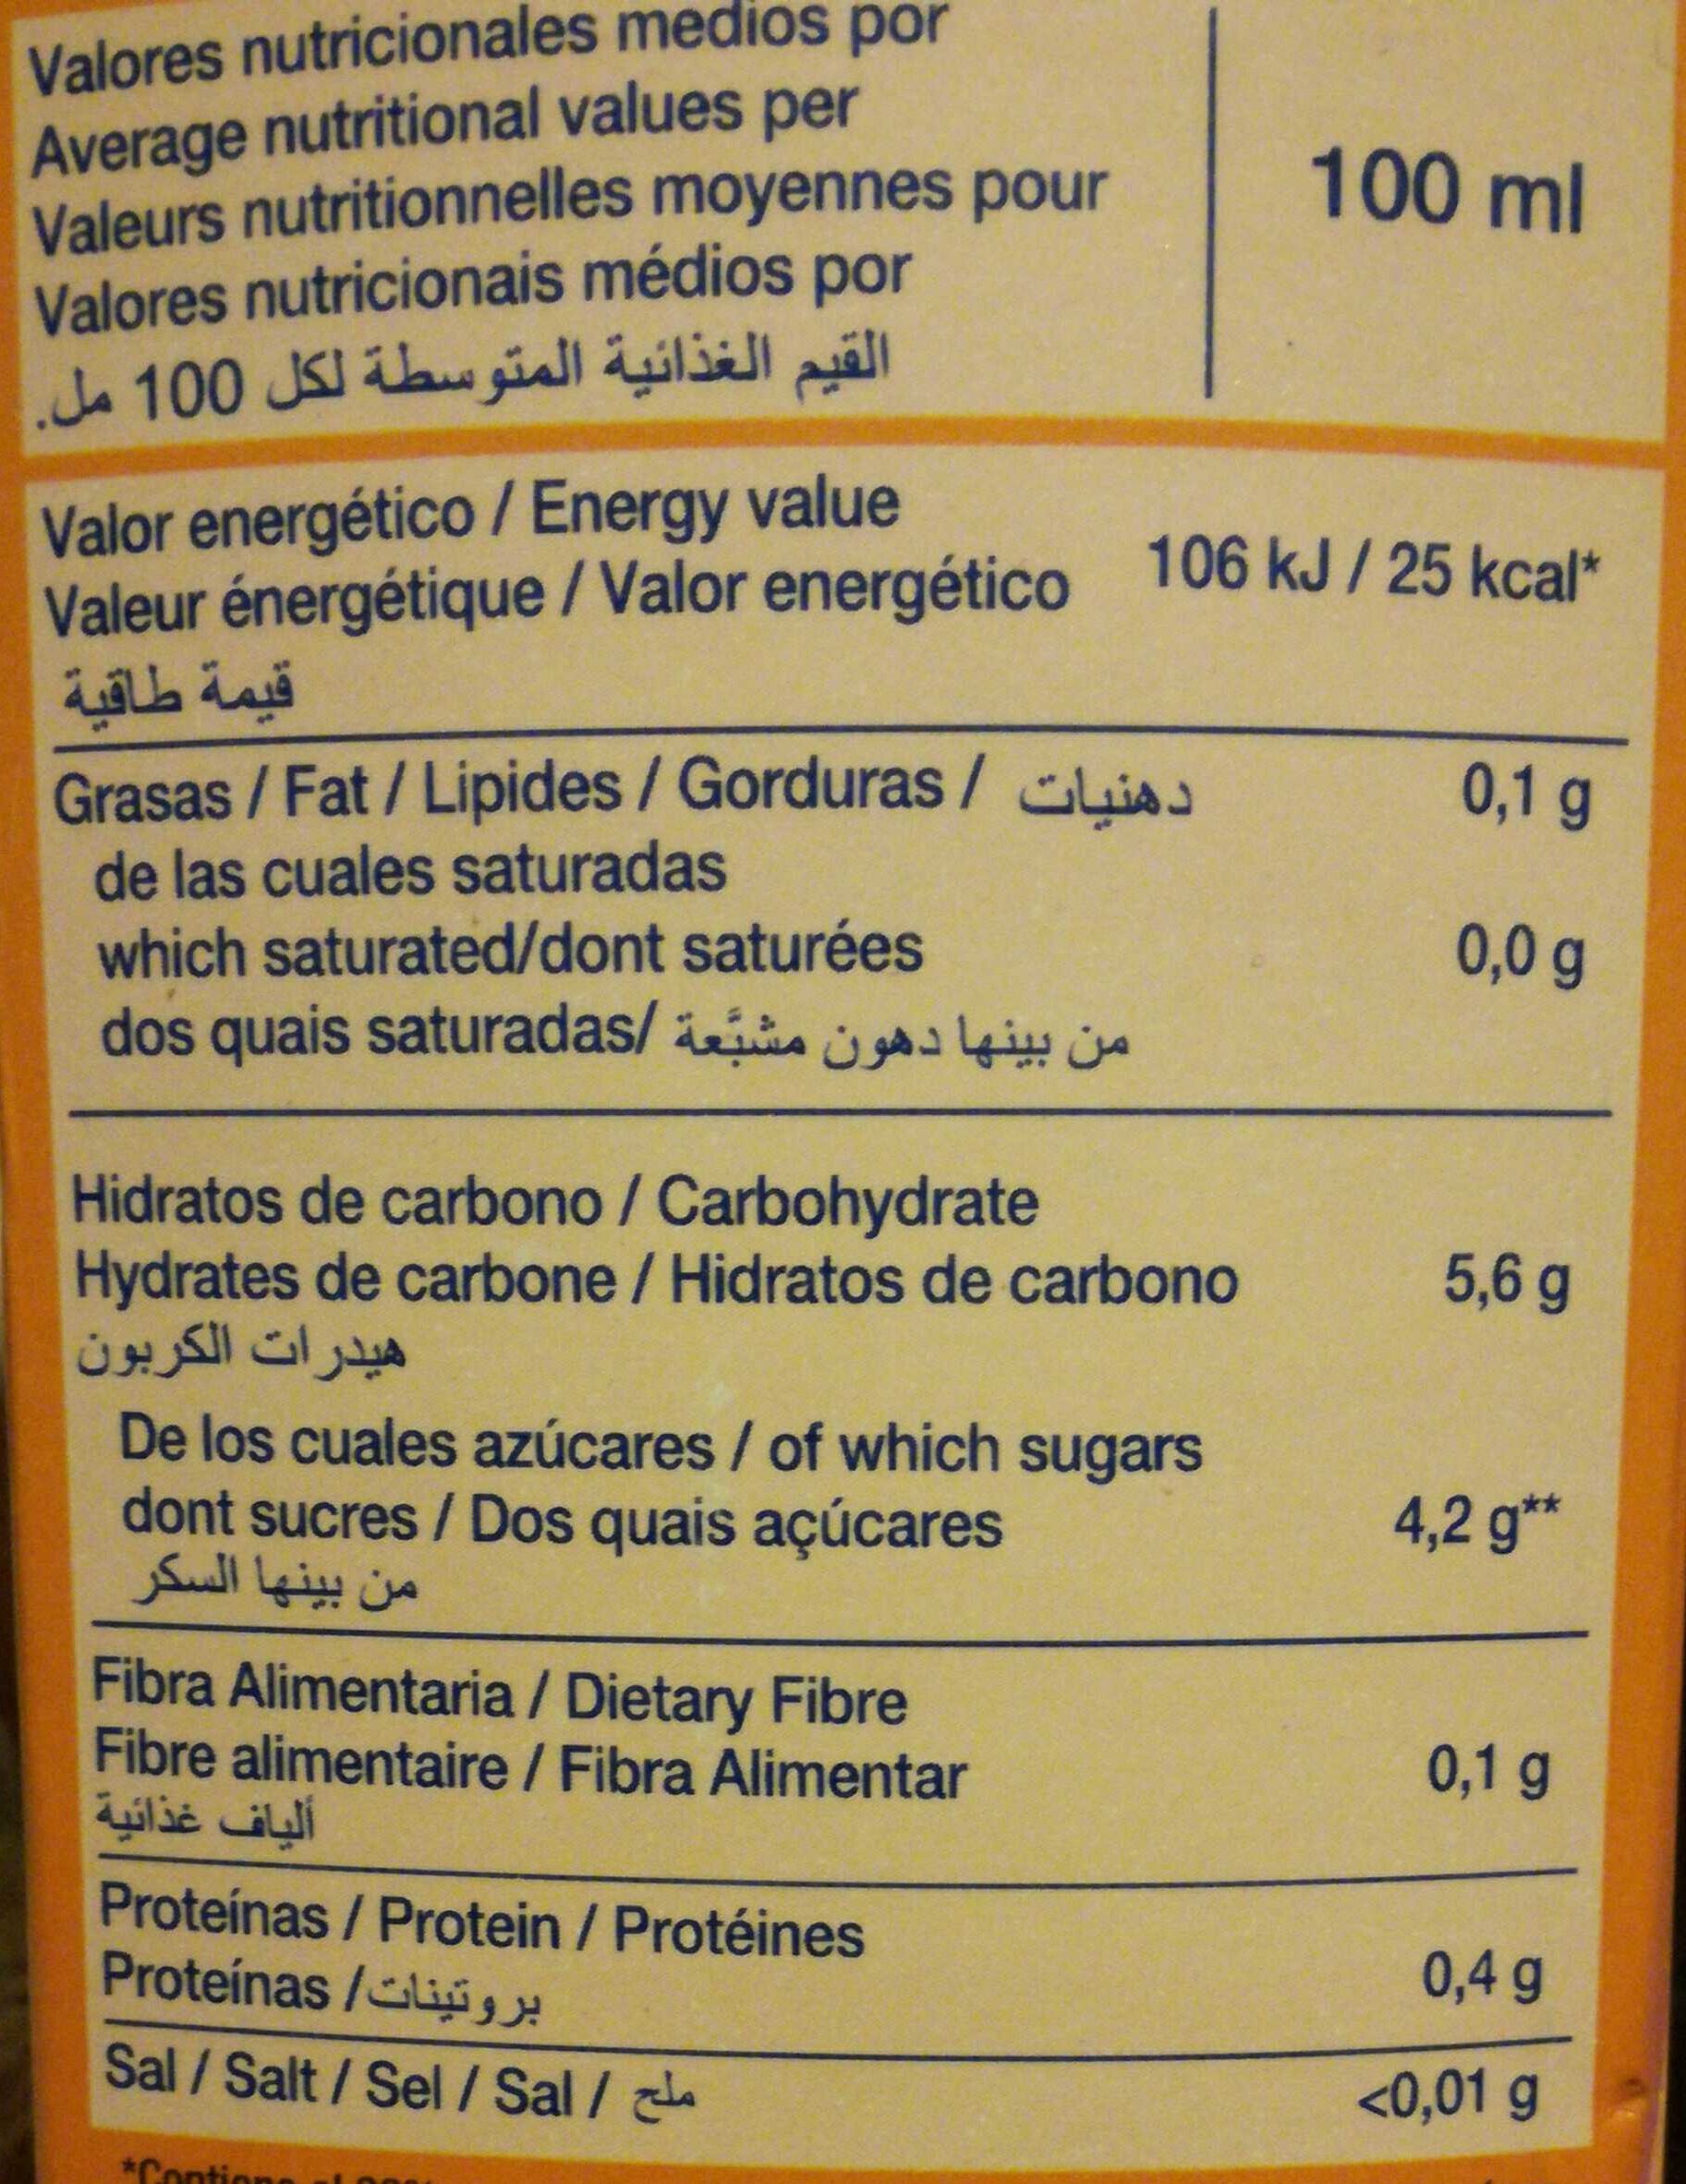 Valores nutricionales medios por
Average nutritional values per
Valeurs nutritionnelles moyennes pour
100 ml
Valores nutricionais médios por
القيم الغذائية المتوسطة لكل 100 مل.
Valor energético / Energy value
Valeur énergétique / Valor energético 106 kJ / 25 kcal*
قيمة طاقية
Grasas / Fat / Lipides / Gorduras / دهنيات 0,1 g
de las cuales saturadas
which saturated/dont saturées 0,0 g
dos quais saturadas/ من بينها دهون مشبَّعة
Hidratos de carbono / Carbohydrate
Hydrates de carbone / Hidratos de carbono 5,6 g
هيدرات الكربون
De los cuales azúcares / of which sugars
dont sucres / Dos quais açúcares 4,2 g**
من بينها السكر
Fibra Alimentaria / Dietary Fibre
Fibre alimentaire / Fibra Alimentar 0,1 g
ألياف غذائية
Proteínas / Protein / Protéines
Proteínas /بروتينات 0,4 g
Sal / Salt / Sel / Sal / ملح <0,01 g